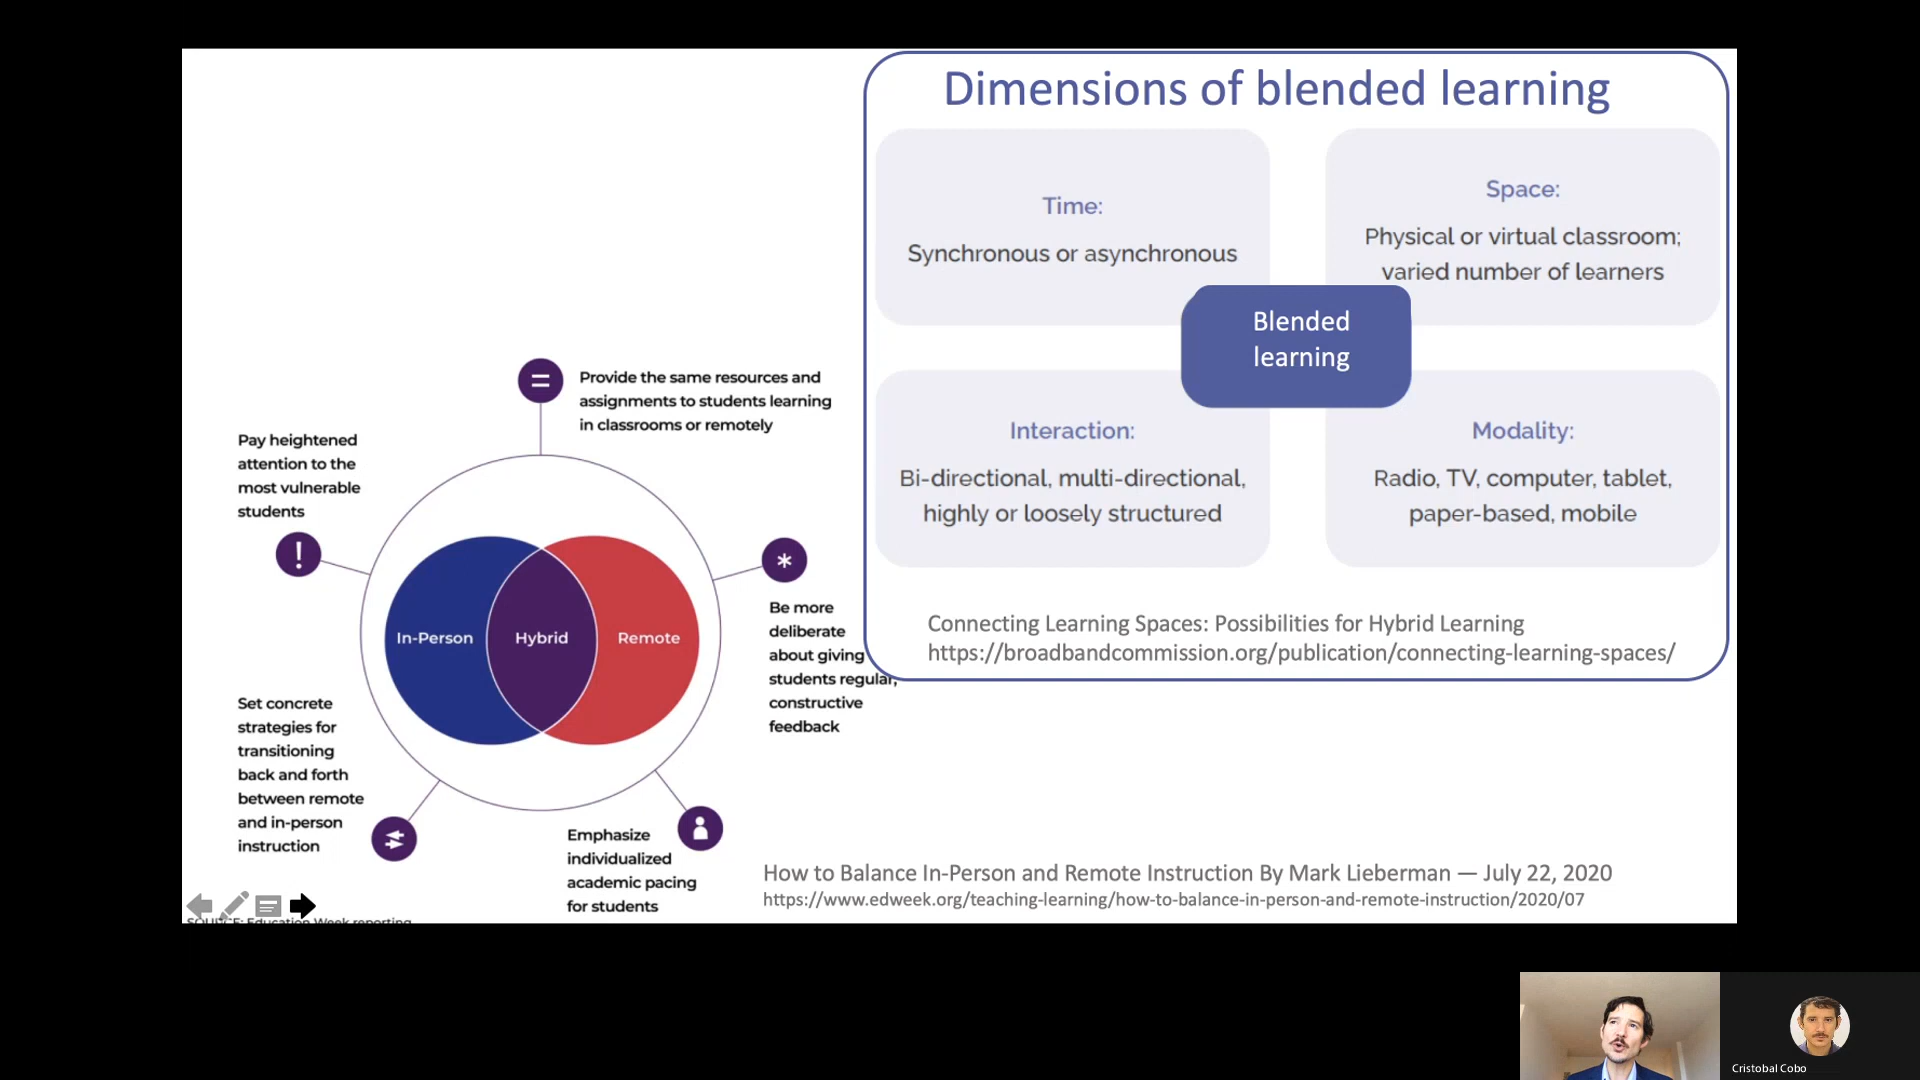 Dimensions of blended learning
Time:
Synchronous or asynchronous
Space:
Physical or virtual classroom;
varied number of learners
Blended
learning
Interaction:
Bi-directional, multi-directional,
highly or loosely structured
Modality:
Radio, TV, computer, tablet,
paper-based, mobile
Connecting Learning Spaces: Possibilities for Hybrid Learning
https://broadbandcommission.org/publication/connecting-learning-spaces/
Provide the same resources and
assignments to students learning
in classrooms or remotely
Pay heightened
attention to the
most vulnerable
students
Be more
deliberate
about giving
students regular,
constructive
feedback
In-Person
Hybrid
Remote
Set concrete
strategies for
transitioning
back and forth
between remote
and in-person
instruction
Emphasize
individualized
academic pacing
for students
How to Balance In-Person and Remote Instruction By Mark Lieberman — July 22, 2020
https://www.edweek.org/teaching-learning/how-to-balance-in-person-and-remote-instruction/2020/07
SOURCE: Education Week reporting
Cristobal Cobo